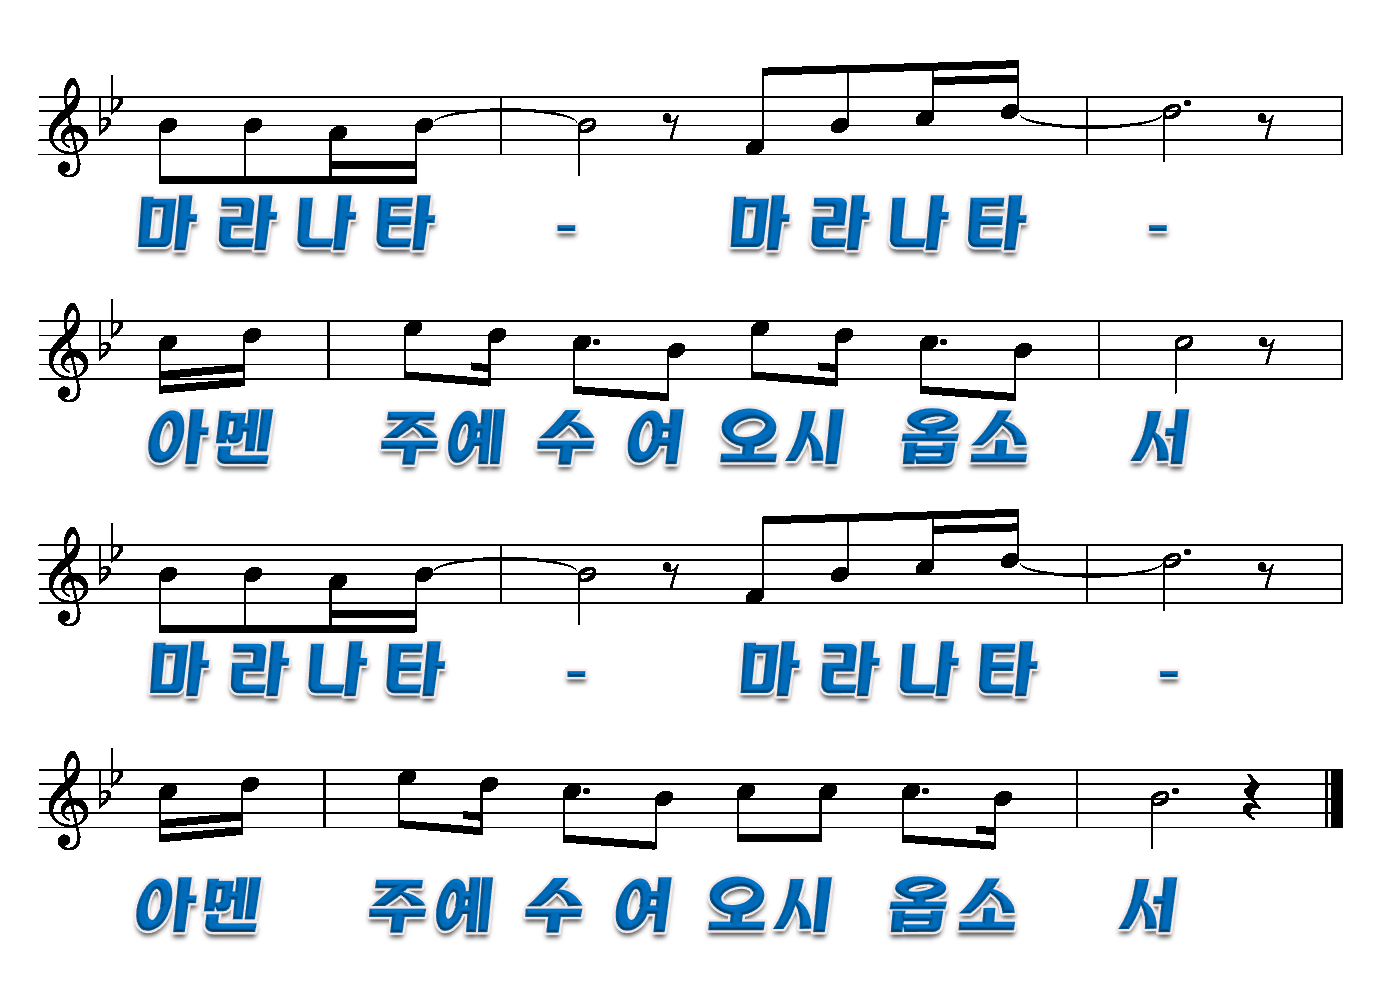 마 라 나 타 - 마 라 나 타 -
아멘 주예 수 여 오시 옵소 서
마 라 나 타 - 마 라 나 타 -
아멘 주예 수 여 오시 옵소 서